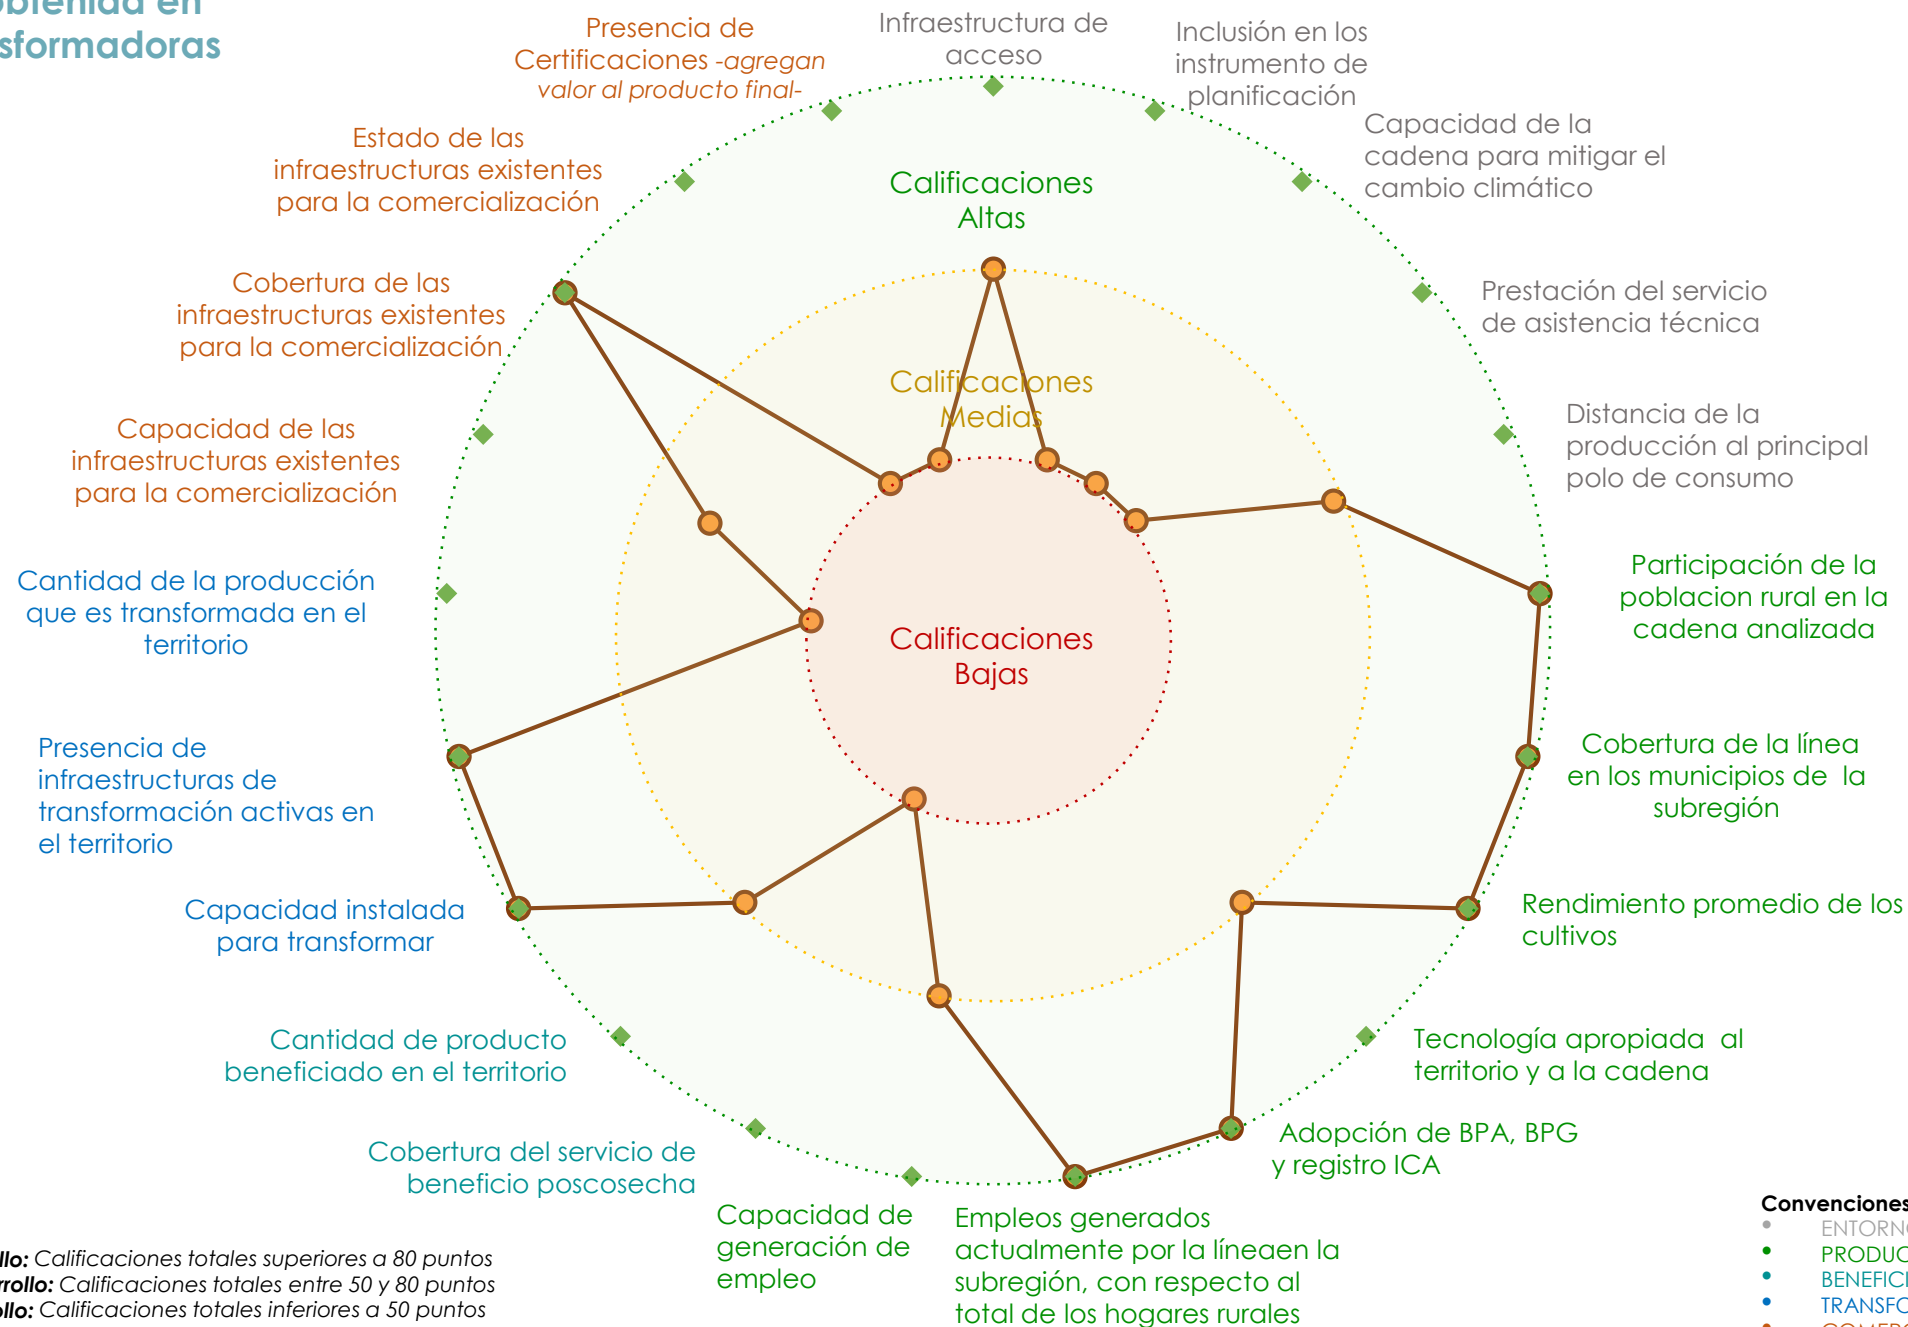 Presencia de
Certificaciones -agregan
valor al producto final-
Infraestructura de
acceso
Inclusión en los
instrumento de
planificación
Estado de las
infraestructuras existentes
para la comercialización
Capacidad de la
cadena para mitigar el
cambio climático
Calificaciones
Altas
Cobertura de las
infraestructuras existentes
para la comercialización
Prestación del servicio
de asistencia técnica
Calificaciones
Medias
Capacidad de las
infraestructuras existentes
para la comercialización
Distancia de la
producción al principal
polo de consumo
Cantidad de la producción
que es transformada en el
territorio
Participación de la
poblacion rural en la
cadena analizada
Calificaciones
Bajas
Presencia de
infraestructuras de
transformación activas en
el territorio
Cobertura de la línea
en los municipios de la
subregión
Capacidad instalada
para transformar
Rendimiento promedio de los
cultivos
Cantidad de producto
beneficiado en el territorio
Tecnología apropiada al
territorio y a la cadena
Cobertura del servicio de
beneficio poscosecha
Adopción de BPA, BPG
y registro ICA
Capacidad de
generación de
empleo
Empleos generados
actualmente por la líneaen la
subregión, con respecto al
total de los hogares rurales
Calificaciones totales superiores a 80 puntos
Calificaciones totales entre 50 y 80 puntos
Calificaciones totales inferiores a 50 puntos
Convenciones